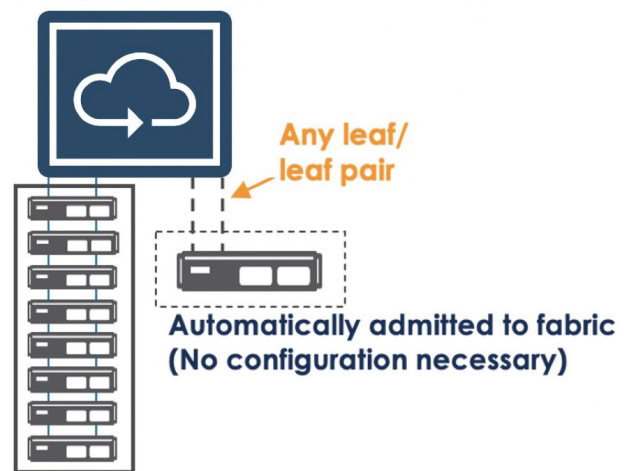 Any leaf/
leaf pair
Automatically admitted to fabric
(No configuration necessary)